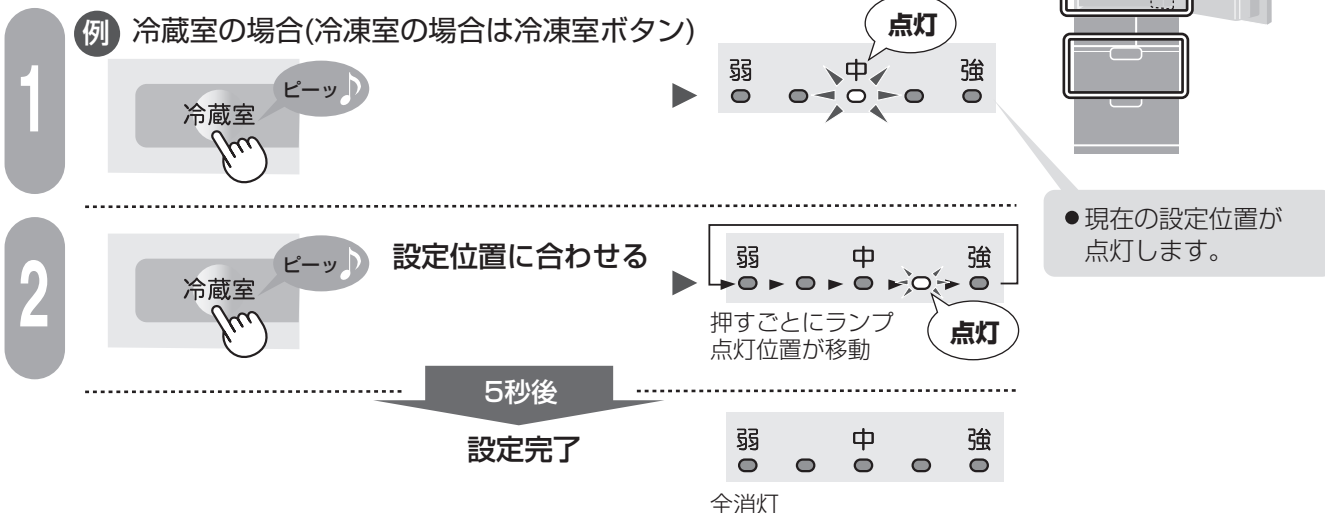 1
例 冷蔵室の場合(冷凍室の場合は冷凍室ボタン)
冷蔵室
ピーッ♪
点灯
弱 中 強
●現在の設定位置が
点灯します。
2
冷蔵室
ピーッ♪
設定位置に合わせる
弱 中 強
押すごとにランプ
点灯位置が移動
点灯
5秒後
設定完了
弱 中 強
全消灯